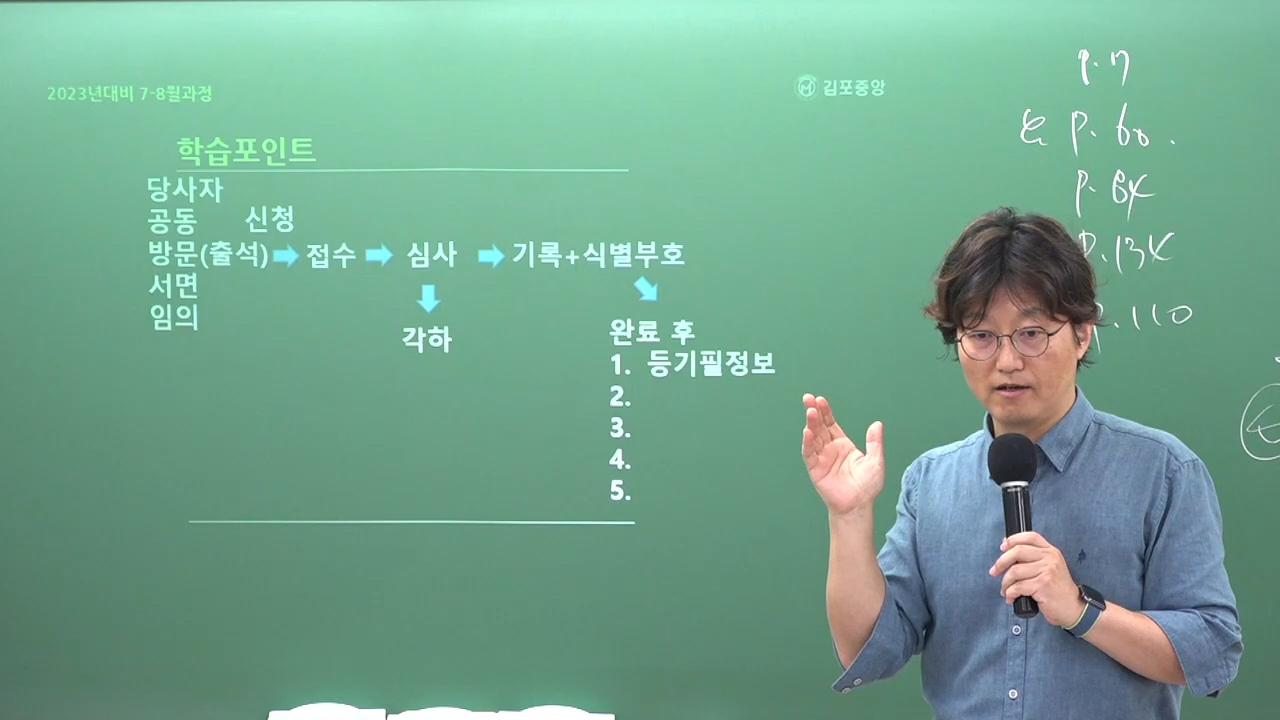 2023년대비 7-8월과정
김포중앙
학습포인트
당사자
공동 신청
방문(출석) 접수 심사 기록+식별부호
서면
임의
각하
완료 후
1. 등기필정보
2.
3.
4.
5.
P. 7
P. 60.
P. 84
P. 134
P. 110